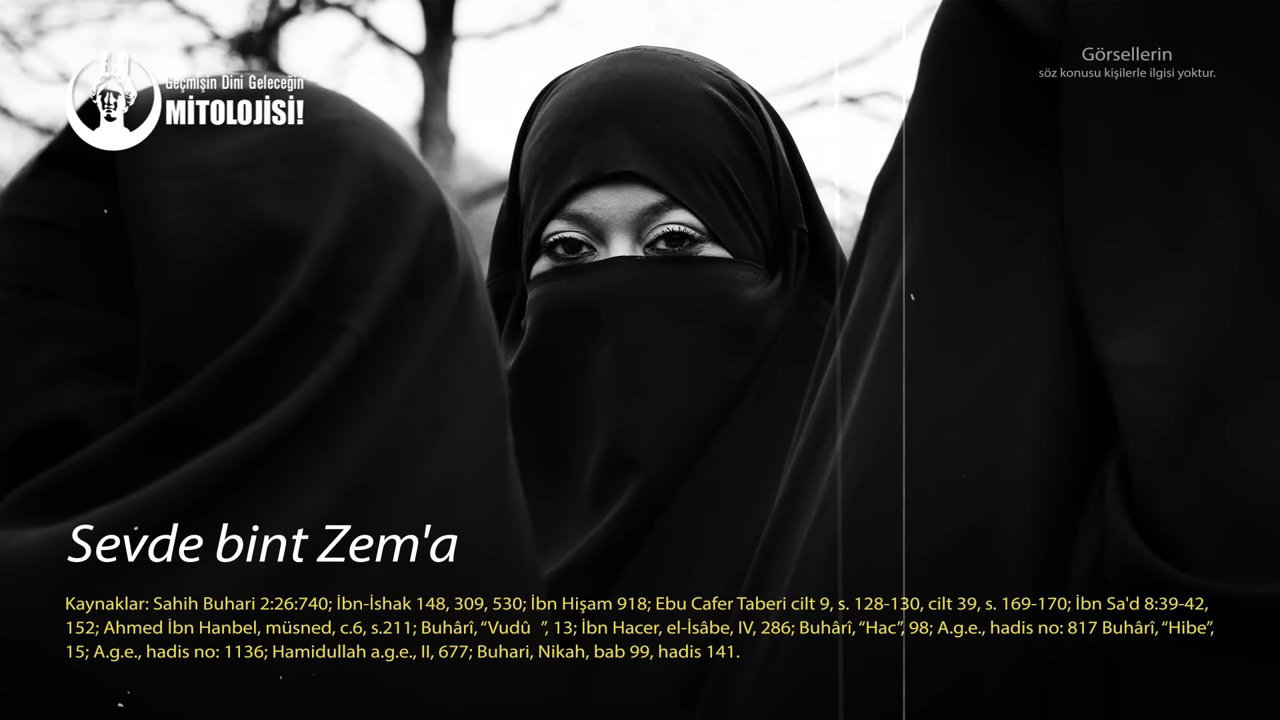 Geçmişin Dini Geleceğin
MİTOLOJİSİ!
Görsellerin
söz konusu kişilerle ilgisi yoktur.
Sevde bint Zem'a
Kaynaklar: Sahih Buhari 2:26:740; İbn-İshak 148, 309, 530; İbn Hişam 918; Ebu Cafer Taberi cilt 9, s. 128-130, cilt 39, s. 169-170; İbn Sa'd 8:39-42,
152; Ahmed İbn Hanbel, müsned, c.6, s.211; Buhârî, “Vudû ”, 13; İbn Hacer, el-İsâbe, IV, 286; Buhârî, “Hac”, 98; A.g.e., hadis no: 817 Buhârî, “Hibe”,
15; A.g.e., hadis no: 1136; Hamidullah a.g.e., II, 677; Buhari, Nikah, bab 99, hadis 141.